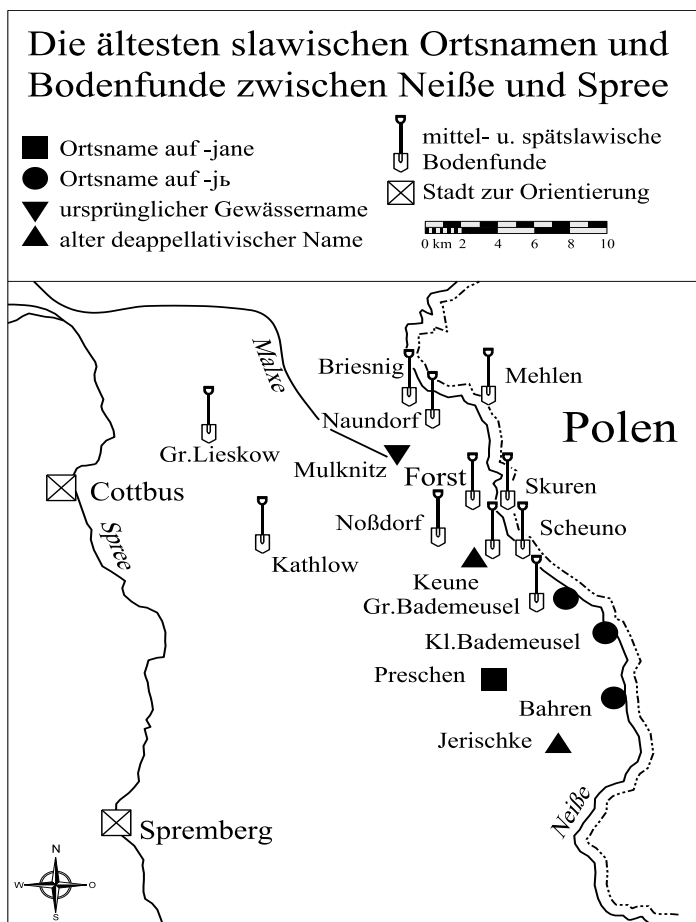 Die ältesten slawischen Ortsnamen und
Bodenfunde zwischen Neiße und Spree
Ortsname auf -jane
Ortsname auf -jь
ursprünglicher Gewässername
alter deappellativischer Name
mittel- u. spätslawische
Bodenfunde
Stadt zur Orientierung
0 km 2 4 6 8 10
Malxe
Briesnig
Mehlen
Naundorf
Polen
Gr.Lieskow
Mulknitz
Forst
Skuren
Cottbus
Noßdorf
Scheuno
Spree
Kathlow
Keune
Gr.Bademeusel
Kl.Bademeusel
Preschen
Bahren
Jerischke
Neiße
Spremberg
N
W
O
S